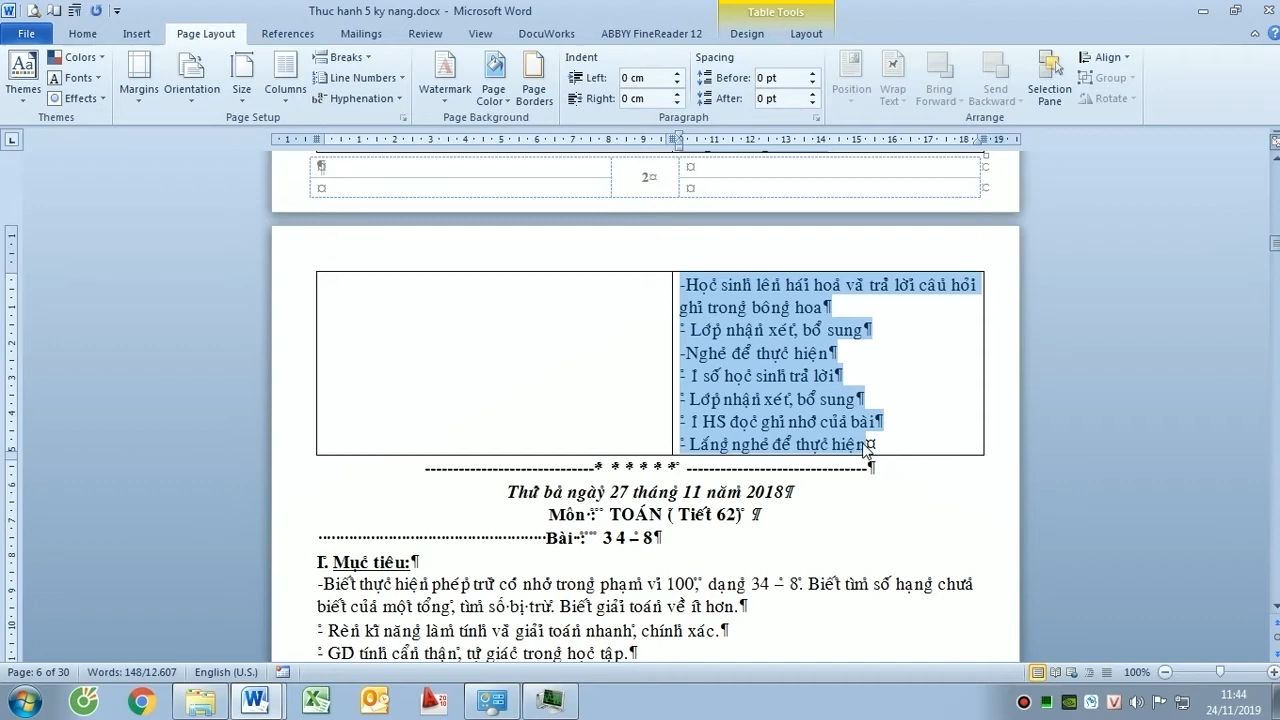 Thuc hanh 5 ky nang.docx - Microsoft Word
Table Tools
File Home Insert Page Layout References Mailings Review View DocuWorks ABBYY FineReader 12 Design Layout
Themes
Colors
Fonts
Effects
Themes
Margins Orientation Size Columns
Breaks
Line Numbers
Hyphenation
Page Setup
Watermark Page Color Page Borders
Page Background
Indent Spacing
Left: 0 cm Before: 0 pt
Right: 0 cm After: 0 pt
Paragraph
Position Wrap Text Bring Forward Send Backward Selection Pane
Align
Group
Rotate
Arrange
2
-Học sinh lên hái hoa và trả lời câu hỏi
ghi trong bông hoa
- Lớp nhận xét, bổ sung
-Nghe để thực hiện
- 1 số học sinh trả lời
- Lớp nhận xét, bổ sung
- 1 HS đọc ghi nhớ của bài
- Lắng nghe để thực hiện
------------------------------* * * * * * --------------------------------
Thứ ba ngày 27 tháng 11 năm 2018
Môn : TOÁN ( Tiết 62)
Bài : 34 – 8
I. Mục tiêu:
-Biết thực hiện phép trừ có nhớ trong phạm vi 100, dạng 34 – 8. Biết tìm số hạng chưa
biết của một tổng, tìm số bị trừ. Biết giải toán về ít hơn.
- Rèn kĩ năng làm tính và giải toán nhanh, chính xác.
- GD tính cẩn thận, tự giác trong học tập.
Page: 6 of 30 Words: 148/12.607 English (U.S.) 100%
11:44
24/11/2019